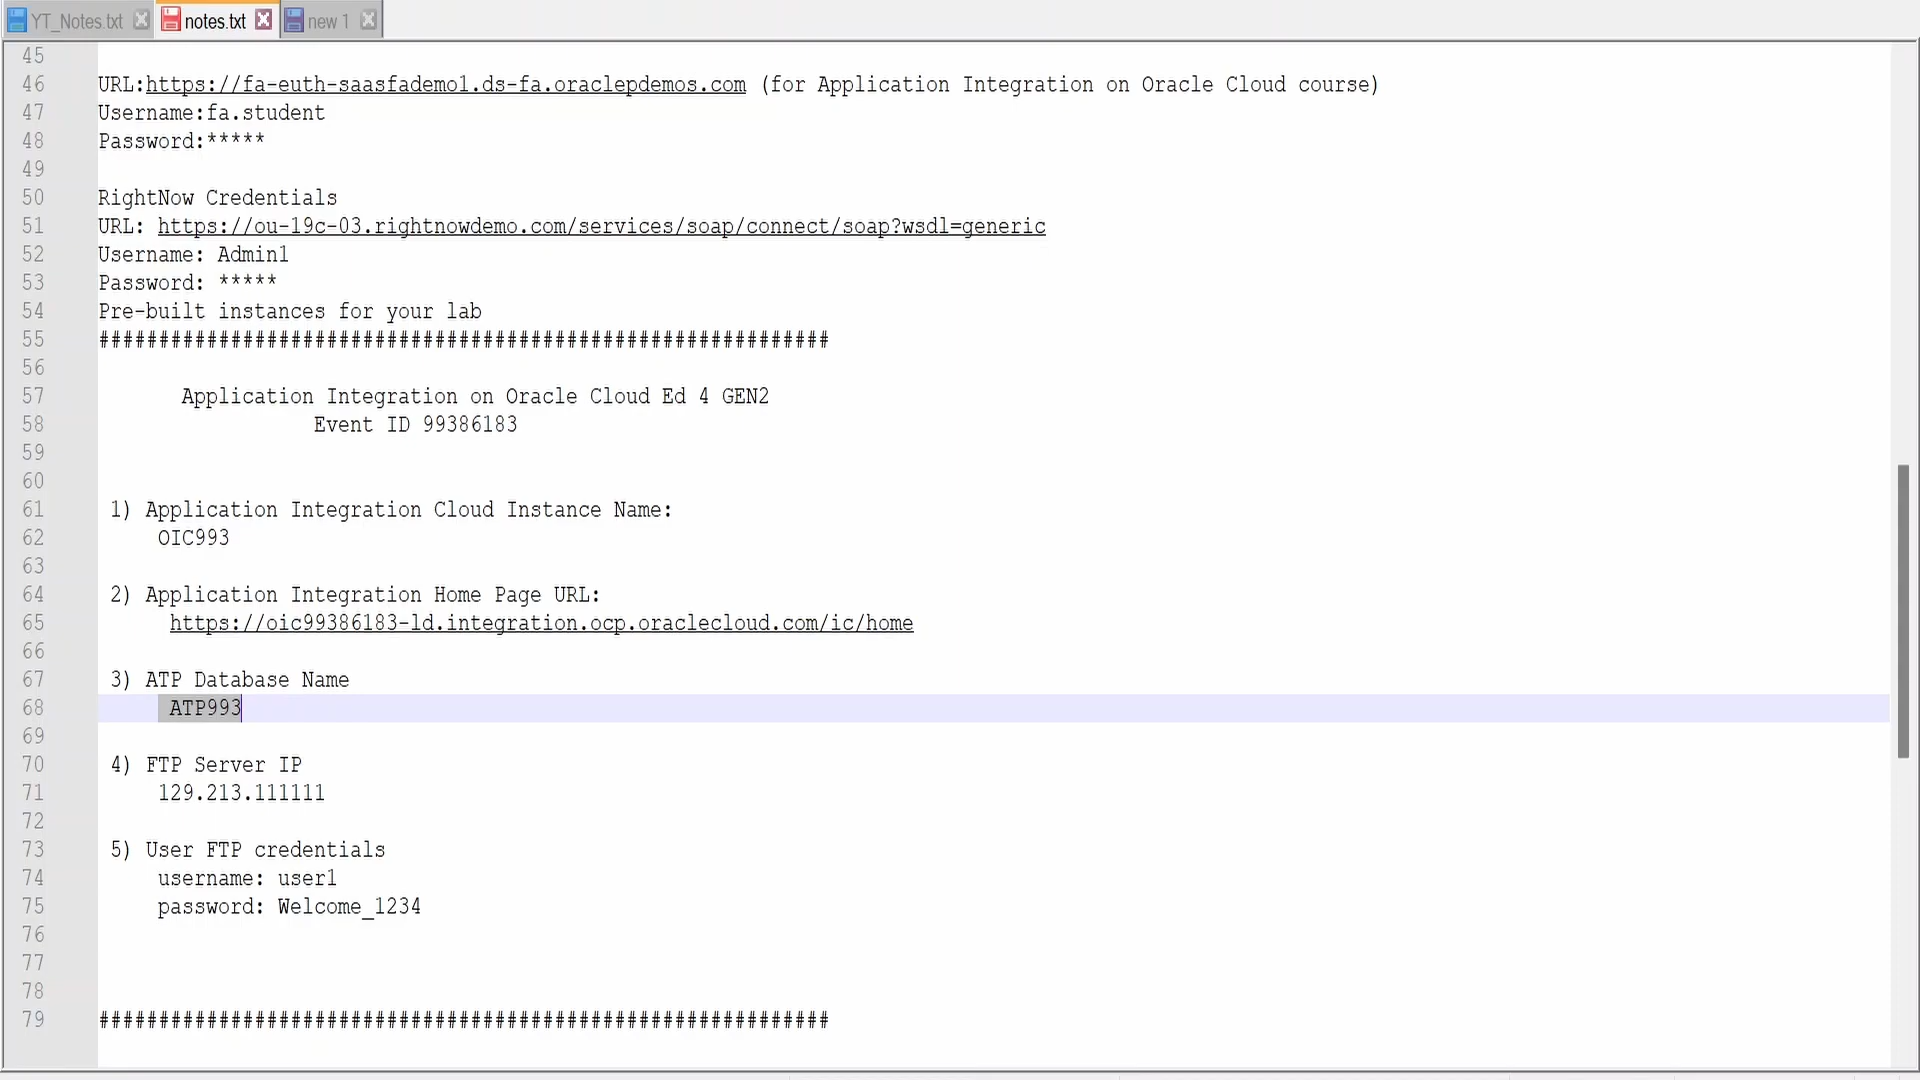 YT_Notes.txt notes.txt new 1
45
46 URL:https://fa-euth-saasfademo1.ds-fa.oraclepdemos.com (for Application Integration on Oracle Cloud course)
47 Username:fa.student
48 Password:*****
49
50 RightNow Credentials
51 URL: https://ou-19c-03.rightnowdemo.com/services/soap/connect/soap?wsdl=generic
52 Username: Admin1
53 Password: *****
54 Pre-built instances for your lab
55 #############################################################
56
57 Application Integration on Oracle Cloud Ed 4 GEN2
58 Event ID 99386183
59
60
61 1) Application Integration Cloud Instance Name:
62 OIC993
63
64 2) Application Integration Home Page URL:
65 https://oic99386183-ld.integration.ocp.oraclecloud.com/ic/home
66
67 3) ATP Database Name
68 ATP993
69
70 4) FTP Server IP
71 129.213.111111
72
73 5) User FTP credentials
74 username: user1
75 password: Welcome_1234
76
77
78
79 #############################################################